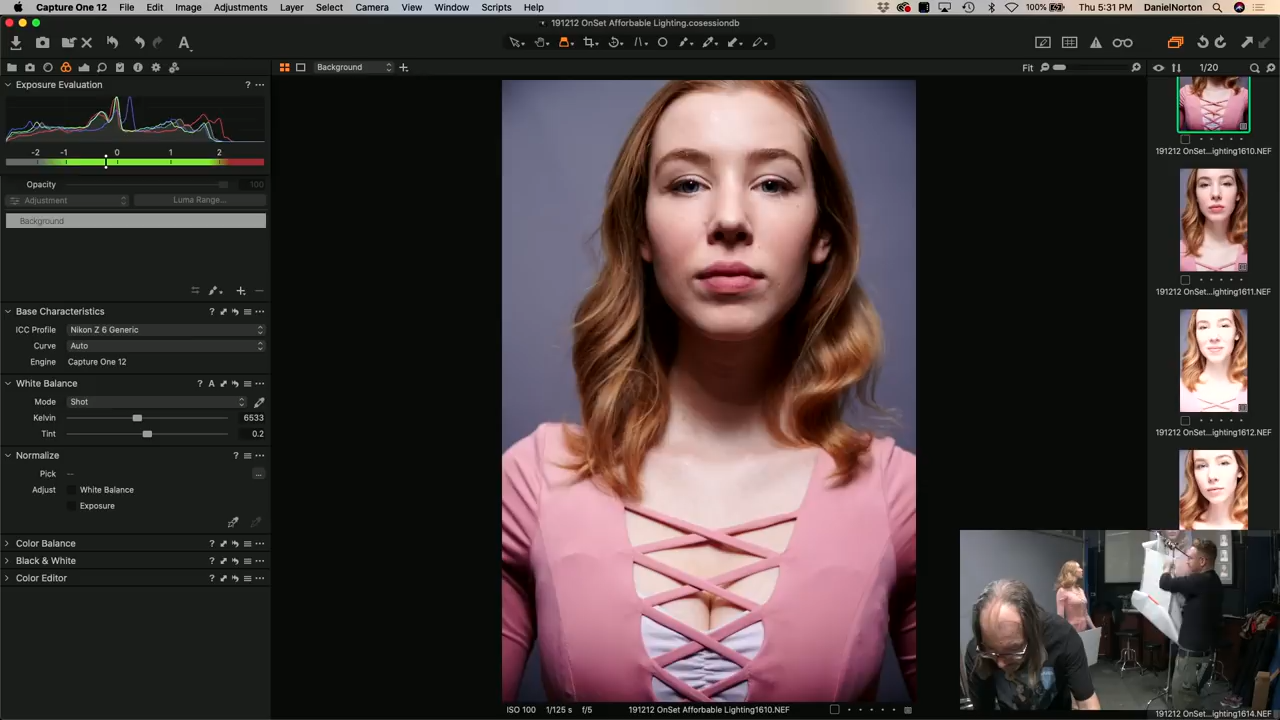 Capture One 12 File Edit Image Adjustments Layer Select Camera View Window Scripts Help 100% Thu 5:31 PM DanielNorton
191212 OnSet Afforbable Lighting.cosessiondb
Background Fit 1/20
Exposure Evaluation
-2 -1 0 1 2
Opacity 100
Adjustment Luma Range...
Background
Base Characteristics
ICC Profile Nikon Z 6 Generic
Curve Auto
Engine Capture One 12
White Balance
Mode Shot
Kelvin 6533
Tint 0.2
Normalize
Pick --
Adjust White Balance
Exposure
Color Balance
Black & White
Color Editor
191212 OnSet...ighting1610.NEF
191212 OnSet...ighting1611.NEF
191212 OnSet...ighting1612.NEF
191212 OnSet...ighting1614.NEF
ISO 100 1/125 s f/5 191212 OnSet Afforbable Lighting1610.NEF